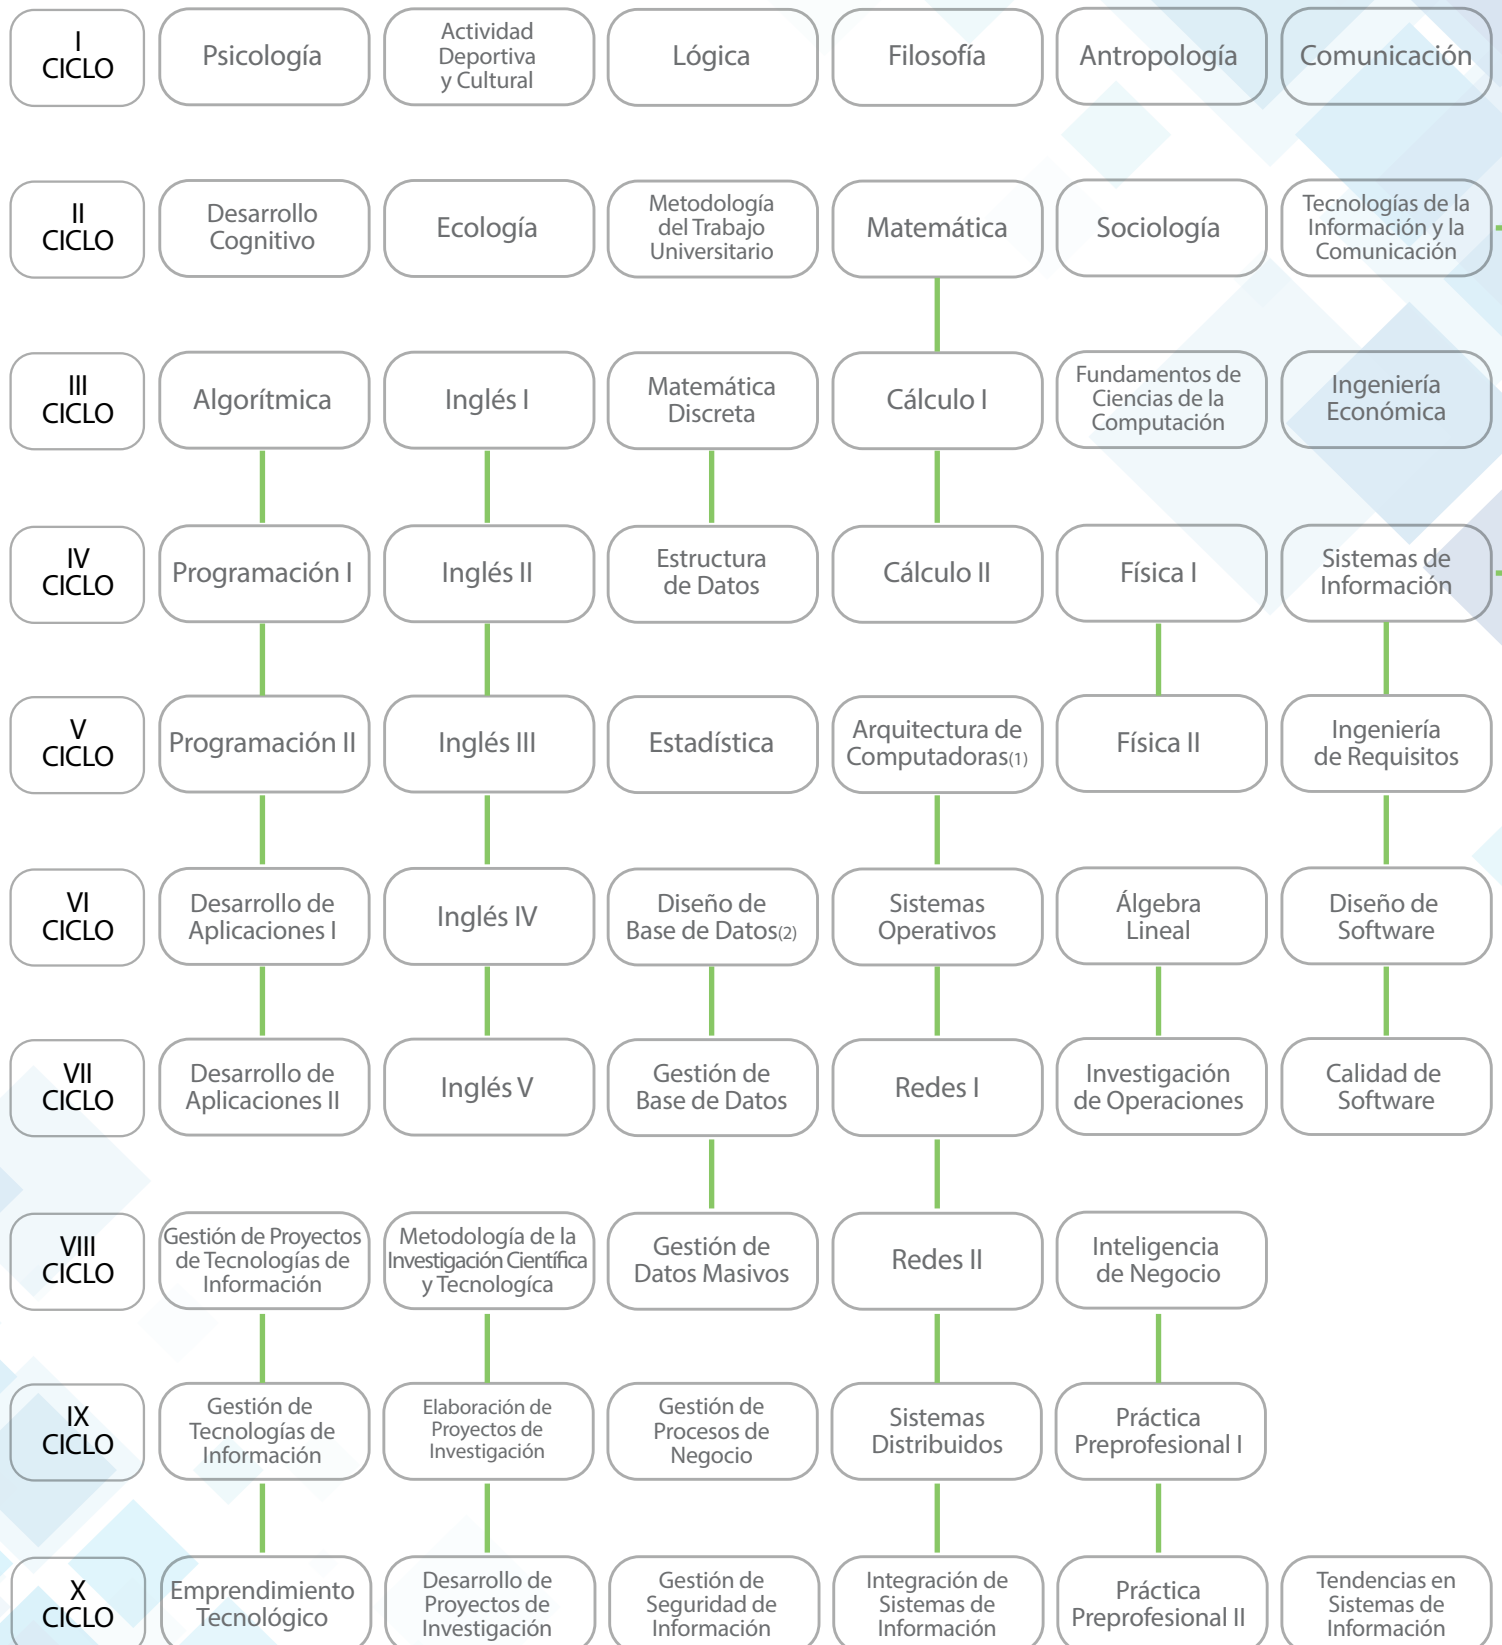 I
CICLO
Psicología
Actividad
Deportiva
y Cultural
Lógica
Filosofía
Antropología
Comunicación
II
CICLO
Desarrollo
Cognitivo
Ecología
Metodología
del Trabajo
Universitario
Matemática
Sociología
Tecnologías de la
Información y la
Comunicación
III
CICLO
Algorítmica
Inglés I
Matemática
Discreta
Cálculo I
Fundamentos de
Ciencias de la
Computación
Ingeniería
Económica
IV
CICLO
Programación I
Inglés II
Estructura
de Datos
Cálculo II
Física I
Sistemas de
Información
V
CICLO
Programación II
Inglés III
Estadística
Arquitectura de
Computadoras(1)
Física II
Ingeniería
de Requisitos
VI
CICLO
Desarrollo de
Aplicaciones I
Inglés IV
Diseño de
Base de Datos(2)
Sistemas
Operativos
Álgebra
Lineal
Diseño de
Software
VII
CICLO
Desarrollo de
Aplicaciones II
Inglés V
Gestión de
Base de Datos
Redes I
Investigación
de Operaciones
Calidad de
Software
VIII
CICLO
Gestión de Proyectos
de Tecnologías de
Información
Metodología de la
Investigación Científica
y Tecnologíca
Gestión de
Datos Masivos
Redes II
Inteligencia
de Negocio
IX
CICLO
Gestión de
Tecnologías de
Información
Elaboración de
Proyectos de
Investigación
Gestión de
Procesos de
Negocio
Sistemas
Distribuidos
Práctica
Preprofesional I
X
CICLO
Emprendimiento
Tecnológico
Desarrollo de
Proyectos de
Investigación
Gestión de
Seguridad de
Información
Integración de
Sistemas de
Información
Práctica
Preprofesional II
Tendencias en
Sistemas de
Información